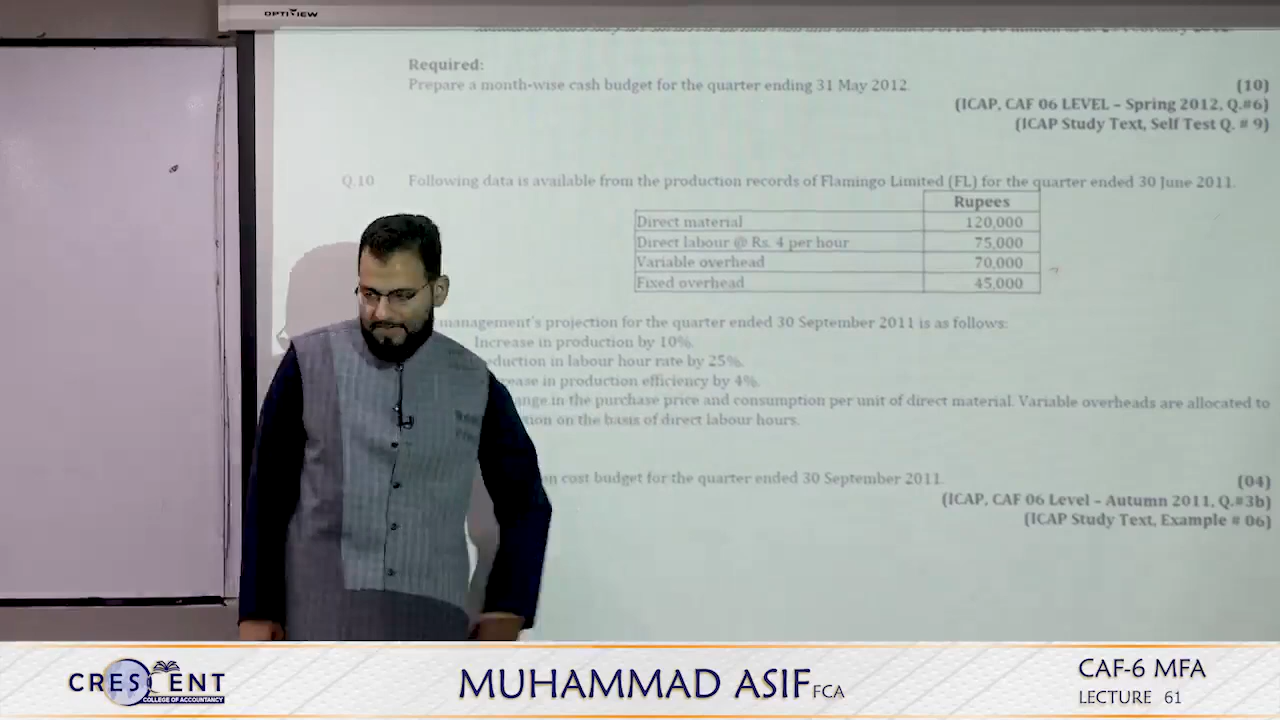 OPTIVIEW
Required:
Prepare a month-wise cash budget for the quarter ending 31 May 2012.
(10)
(ICAP, CAF 06 LEVEL – Spring 2012, Q.#6)
(ICAP Study Text, Self Test Q. # 9)
Q.10 Following data is available from the production records of Flamingo Limited (FL) for the quarter ended 30 June 2011.
Rupees
Direct material 120,000
Direct labour @ Rs. 4 per hour 75,000
Variable overhead 70,000
Fixed overhead 45,000
management's projection for the quarter ended 30 September 2011 is as follows:
Increase in production by 10%.
eduction in labour hour rate by 25%.
ease in production efficiency by 4%.
ange in the purchase price and consumption per unit of direct material. Variable overheads are allocated to
tion on the basis of direct labour hours.
n cost budget for the quarter ended 30 September 2011.
(04)
(ICAP, CAF 06 Level – Autumn 2011, Q.#3b)
(ICAP Study Text, Example # 06)
CRESCENT
COLLEGE OF ACCOUNTANCY
MUHAMMAD ASIF FCA
CAF-6 MFA
LECTURE 61